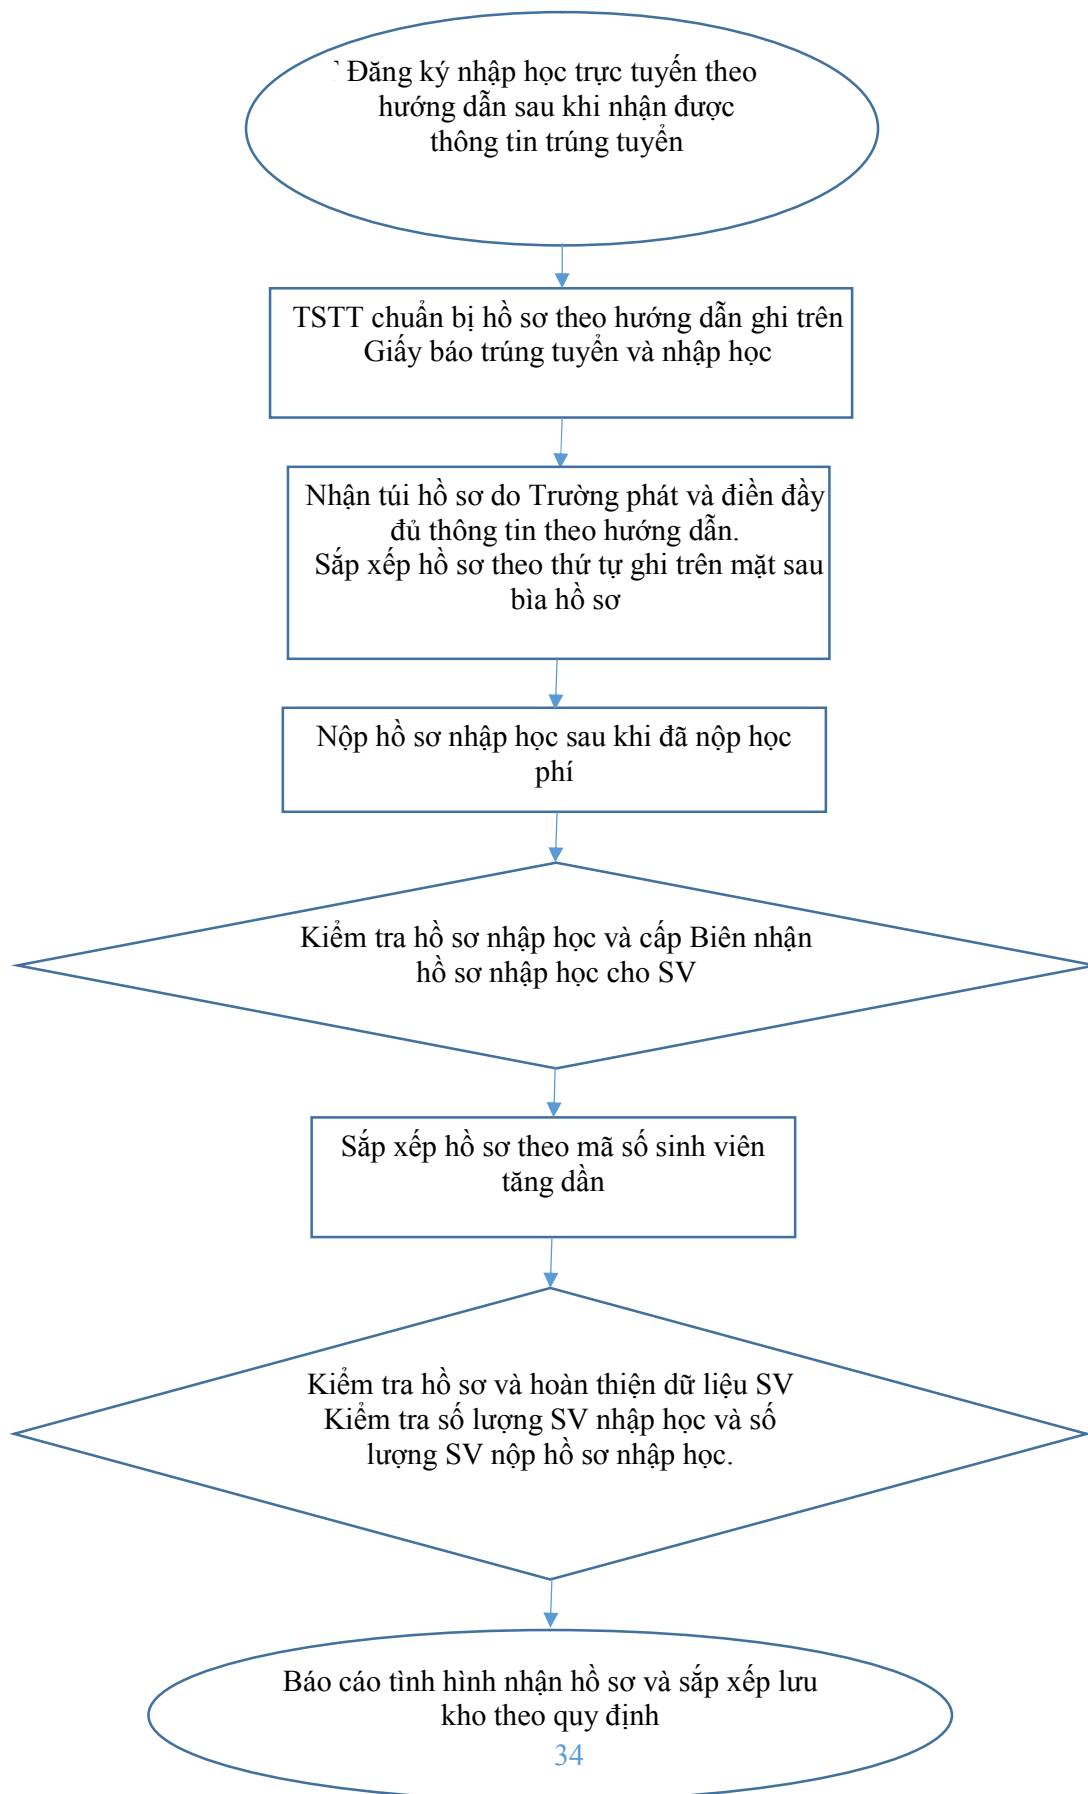 Đăng ký nhập học trực tuyến theo
hướng dẫn sau khi nhận được
thông tin trúng tuyển
TSTT chuẩn bị hồ sơ theo hướng dẫn ghi trên
Giấy báo trúng tuyển và nhập học
Nhận túi hồ sơ do Trường phát và điền đầy
đủ thông tin theo hướng dẫn.
Sắp xếp hồ sơ theo thứ tự ghi trên mặt sau
bìa hồ sơ
Nộp hồ sơ nhập học sau khi đã nộp học
phí
Kiểm tra hồ sơ nhập học và cấp Biên nhận
hồ sơ nhập học cho SV
Sắp xếp hồ sơ theo mã số sinh viên
tăng dần
Kiểm tra hồ sơ và hoàn thiện dữ liệu SV
Kiểm tra số lượng SV nhập học và số
lượng SV nộp hồ sơ nhập học.
Báo cáo tình hình nhận hồ sơ và sắp xếp lưu
kho theo quy định
34